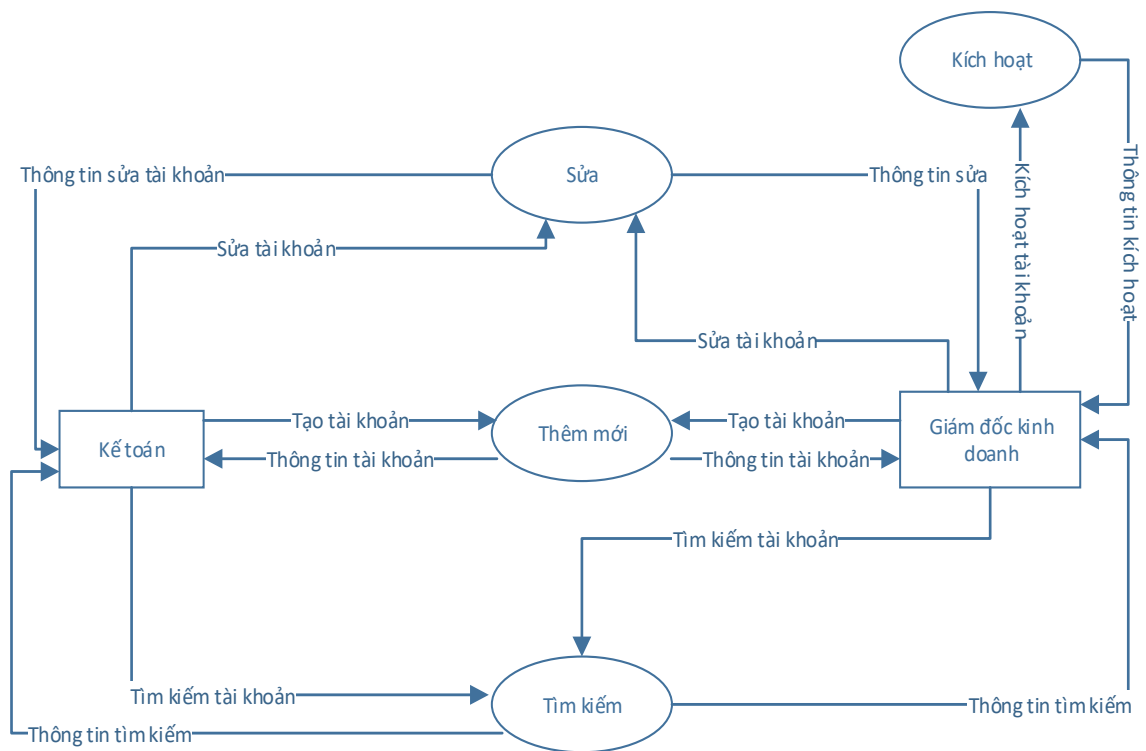 Kích hoạt
Thông tin sửa tài khoản
Sửa
Thông tin sửa
Kích hoạt tài khoản
Thông tin kích hoạt
Sửa tài khoản
Sửa tài khoản
Kế toán
Tạo tài khoản
Thông tin tài khoản
Thêm mới
Tạo tài khoản
Thông tin tài khoản
Giám đốc kinh
doanh
Tìm kiếm tài khoản
Tìm kiếm tài khoản
Thông tin tìm kiếm
Tìm kiếm
Thông tin tìm kiếm